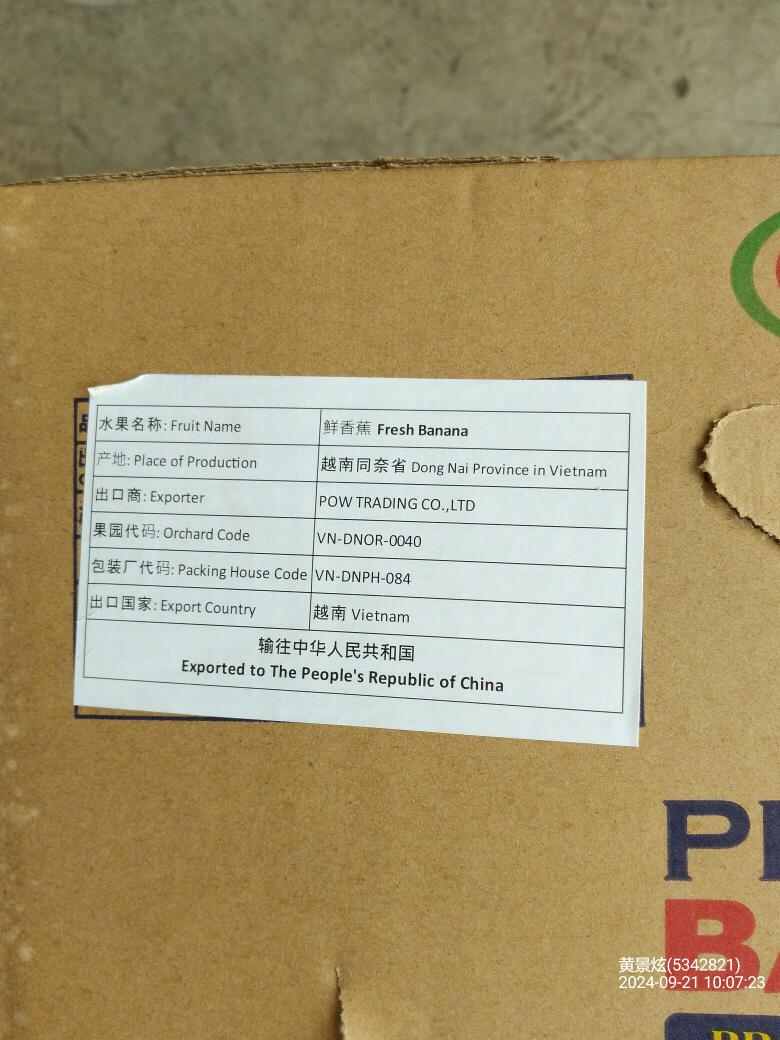 水果名称: Fruit Name 鲜香蕉 Fresh Banana
产地: Place of Production 越南同奈省 Dong Nai Province in Vietnam
出口商: Exporter POW TRADING CO.,LTD
果园代码: Orchard Code VN-DNOR-0040
包装厂代码: Packing House Code VN-DNPH-084
出口国家: Export Country 越南 Vietnam
输往中华人民共和国
Exported to The People's Republic of China
BA
黄景炫(5342821)
2024-09-21 10:07:23